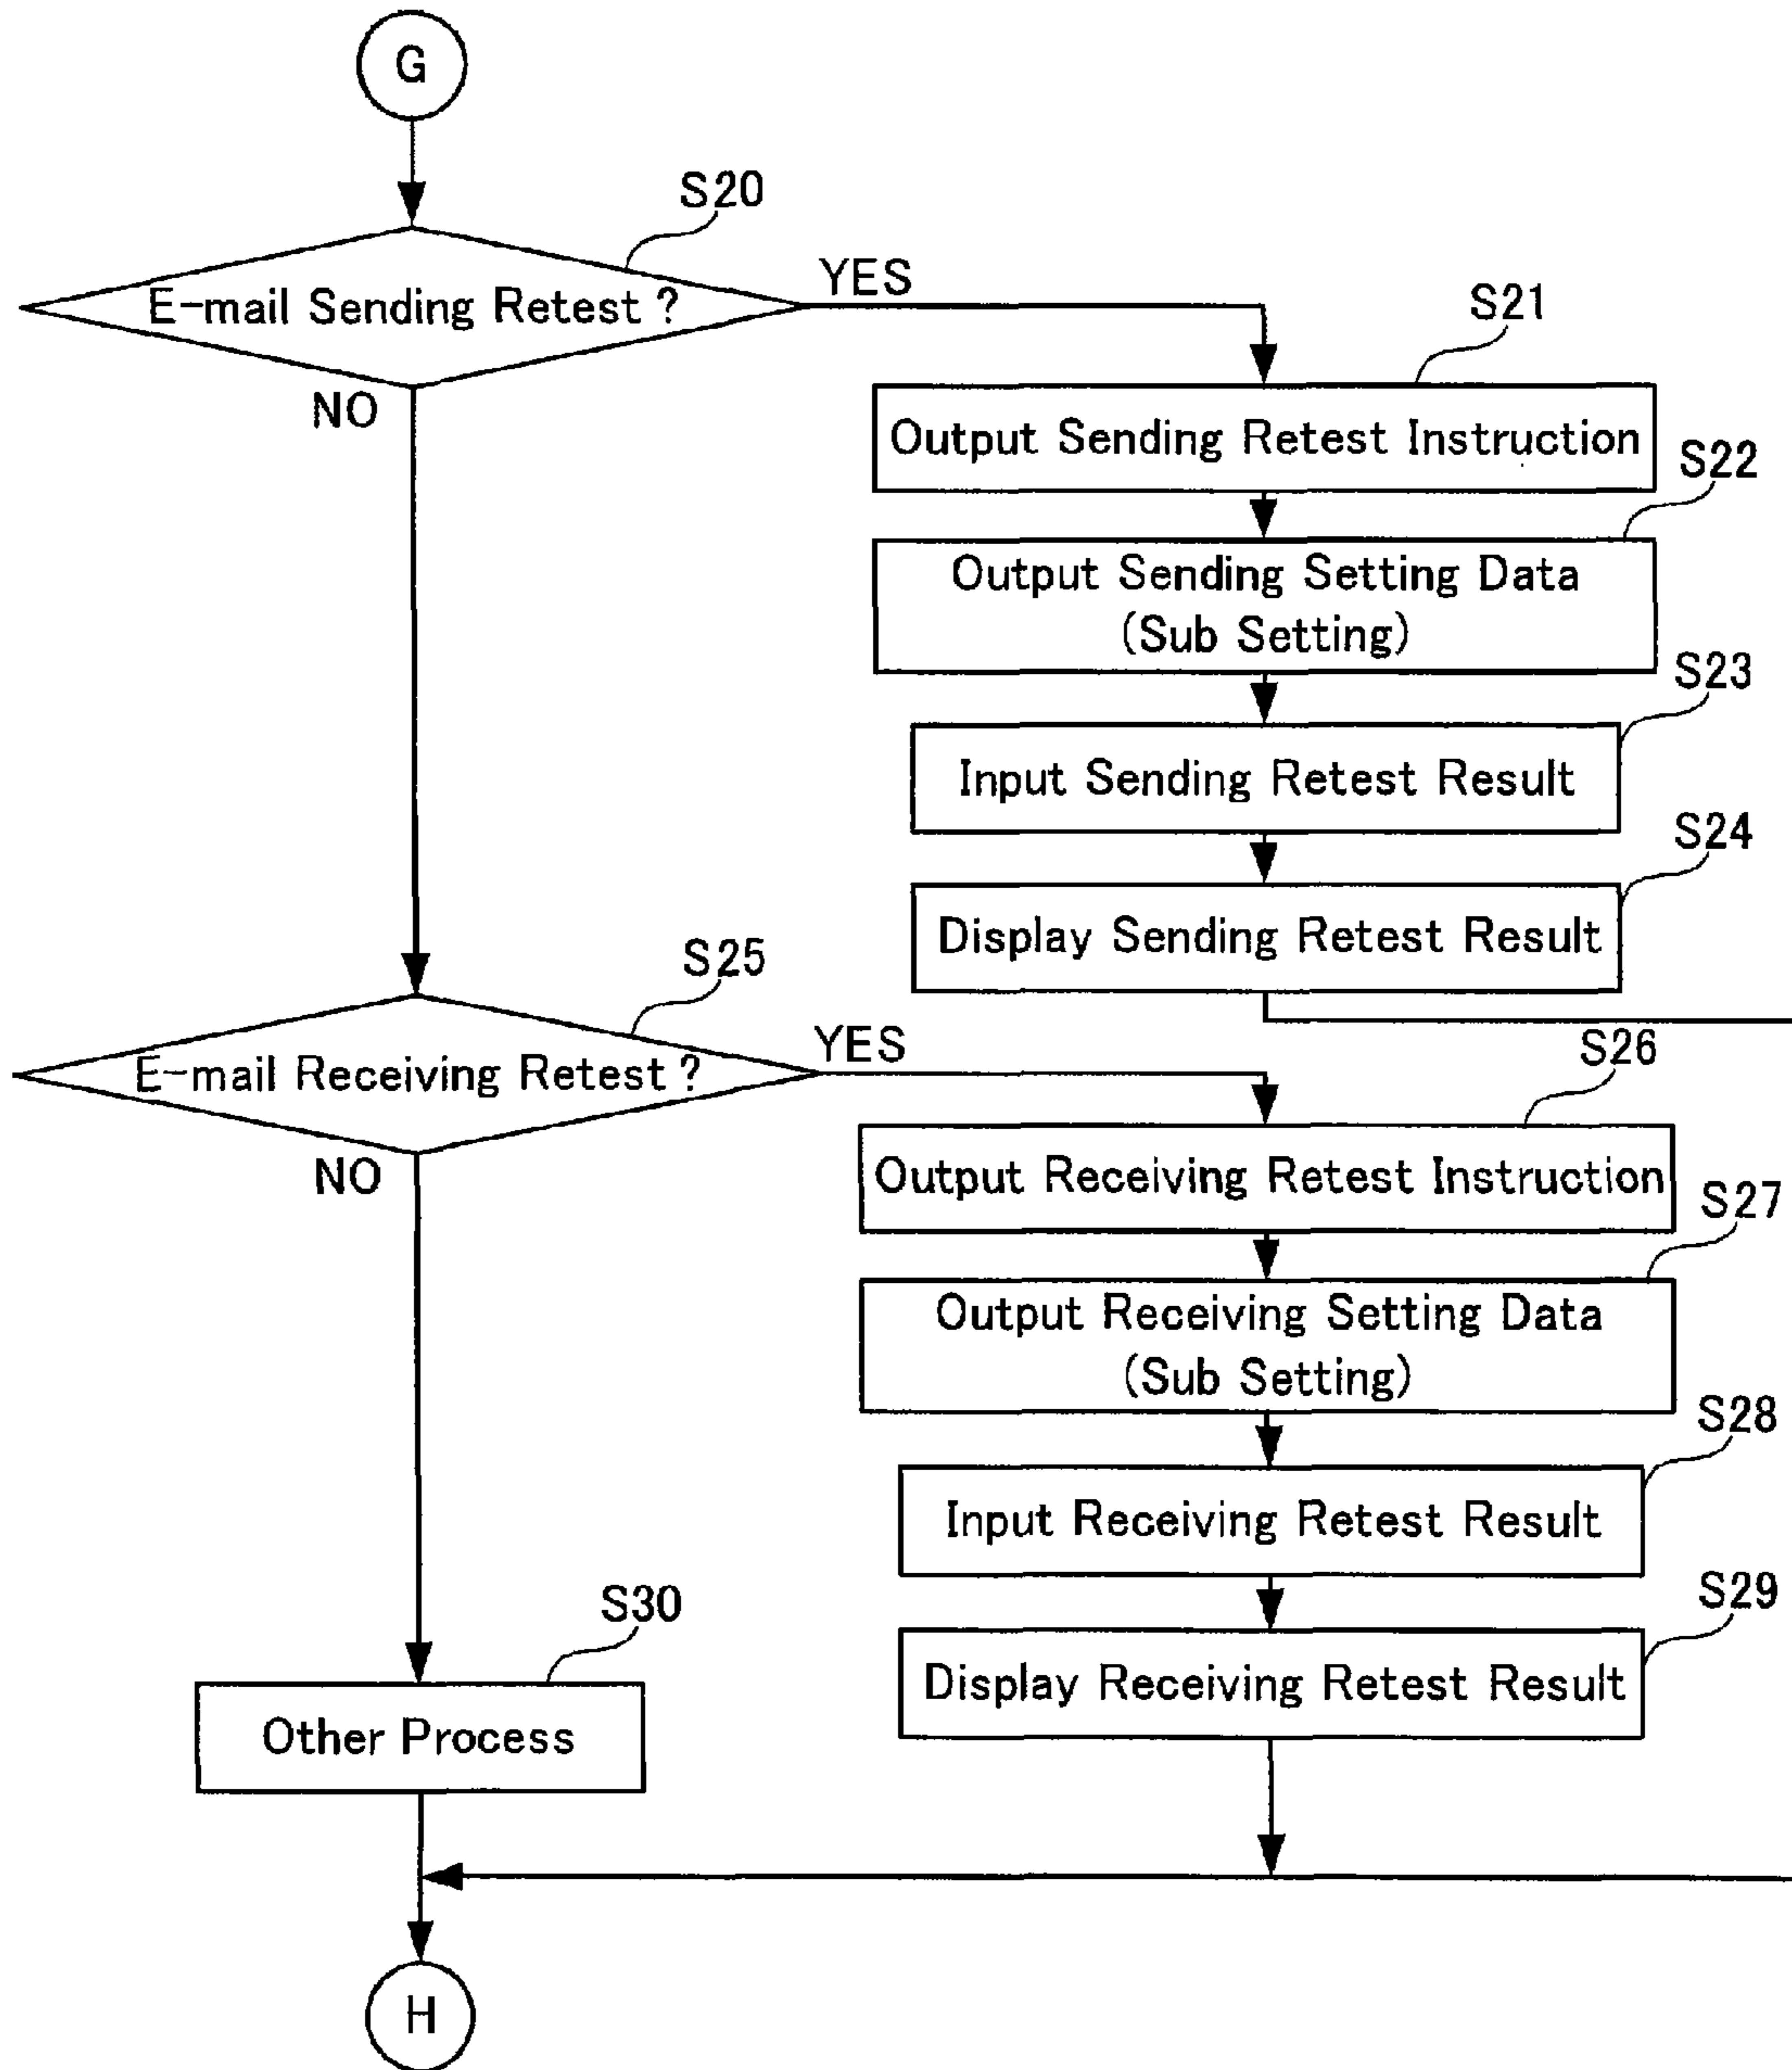 G
S20
E-mail Sending Retest ?
YES
NO
S21
Output Sending Retest Instruction
S22
Output Sending Setting Data
(Sub Setting)
S23
Input Sending Retest Result
S24
Display Sending Retest Result
S25
E-mail Receiving Retest ?
YES
NO
S26
Output Receiving Retest Instruction
S27
Output Receiving Setting Data
(Sub Setting)
S28
Input Receiving Retest Result
S29
Display Receiving Retest Result
S30
Other Process
H